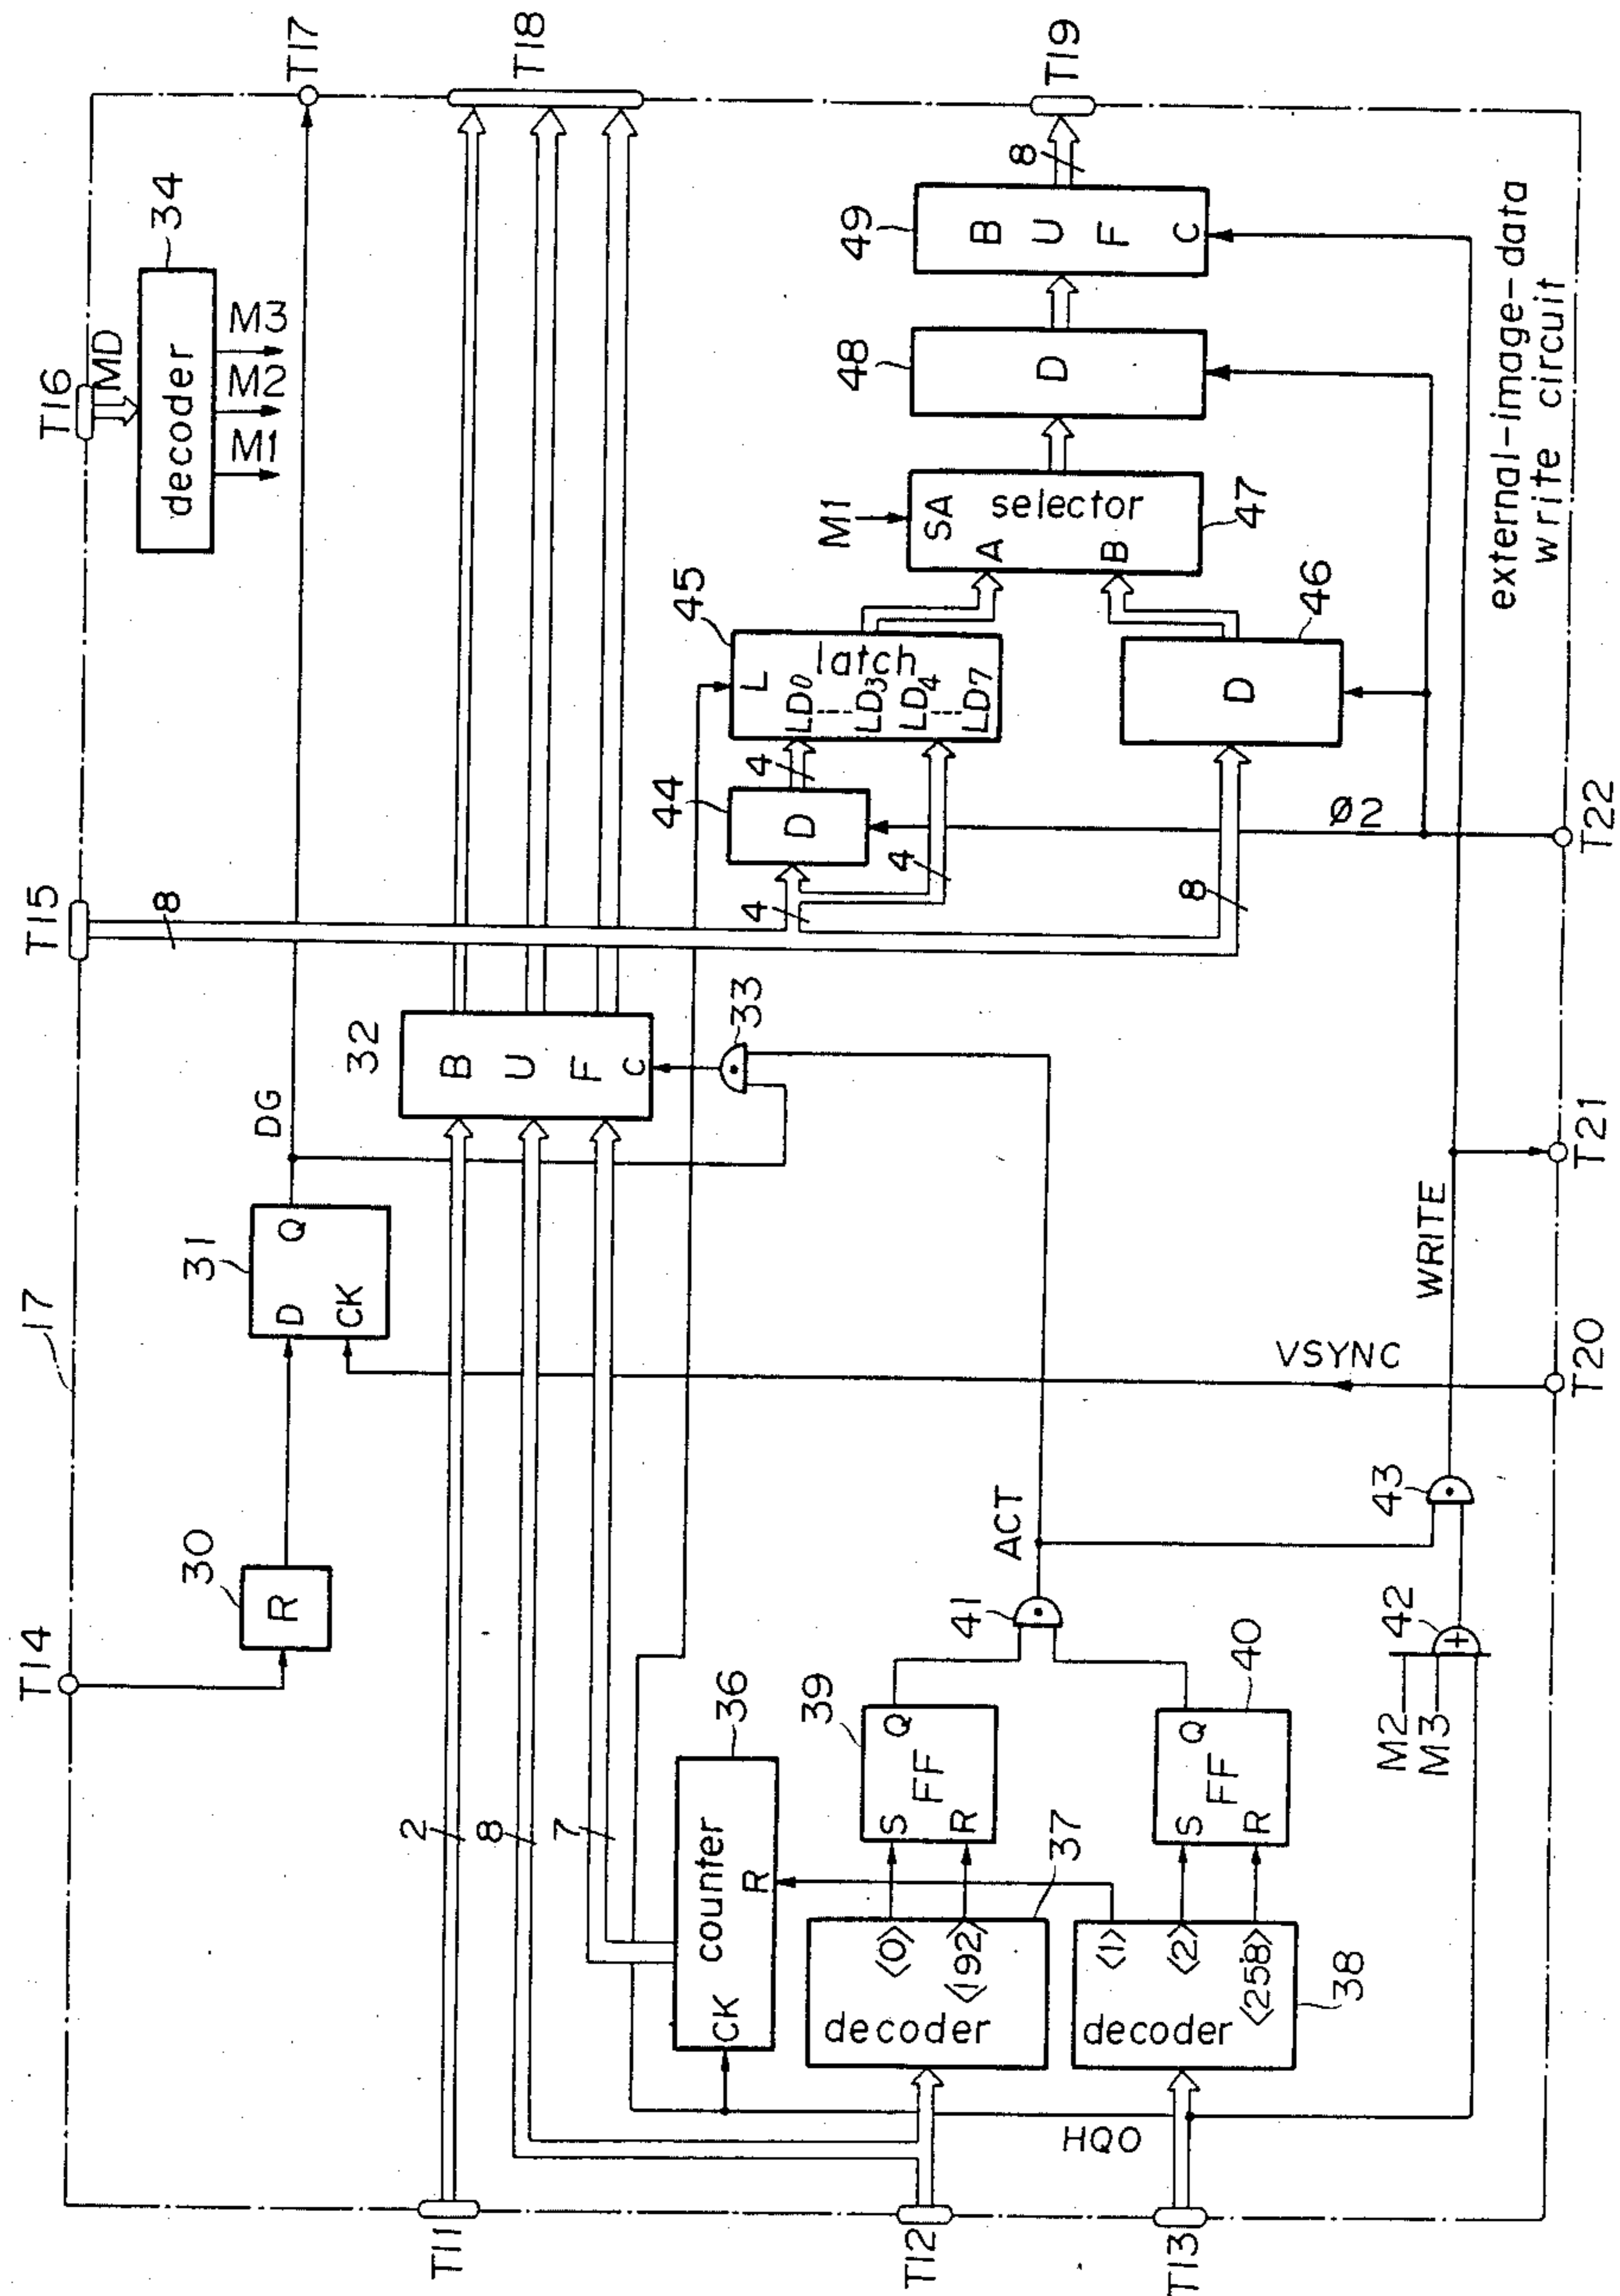 T16
MD
34
decoder
M1 M2 M3
T17
T18
T19
T15
8
DG
17
31
D Q
CK
30
R
T14
32
B U F C
33
2
8
7
36
counter
CK
R
45
L
latch
LD0
LD3
LD4
LD7
44
D
4
4
4
8
46
D
M1
SA
A
selector
B
47
48
D
49
B U F C
8
Ø2
T22
external-image-data
write circuit
39
S Q
FF
R
37
decoder
<0>
<192>
40
S Q
FF
R
38
decoder
<1>
<2>
<258>
41
ACT
VSYNC
T20
WRITE
T21
43
42
M2
M3
HQ0
T11
T12
T13